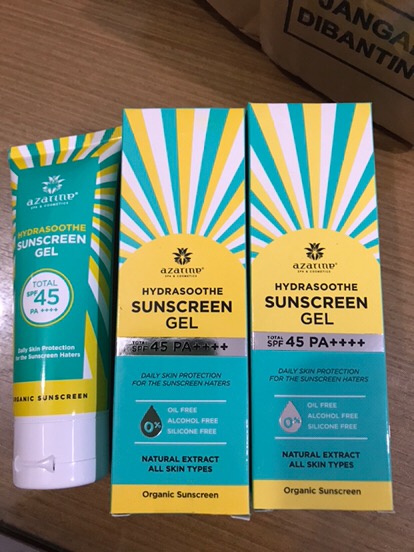 JANGA
DIBANTIN
azarine
SPA & COSMETICS
HYDRASOOTHE
SUNSCREEN
GEL
TOTAL
SPF 45
PA ++++
Daily Skin Protection
for the Sunscreen Haters
ORGANIC SUNSCREEN
azarine
SPA & COSMETICS
HYDRASOOTHE
SUNSCREEN
GEL
TOTAL
SPF 45 PA++++
DAILY SKIN PROTECTION
FOR THE SUNSCREEN HATERS
0%
OIL FREE
ALCOHOL FREE
SILICONE FREE
NATURAL EXTRACT
ALL SKIN TYPES
Organic Sunscreen
azarine
SPA & COSMETICS
HYDRASOOTHE
SUNSCREEN
GEL
TOTAL
SPF 45 PA++++
DAILY SKIN PROTECTION
FOR THE SUNSCREEN HATERS
0%
OIL FREE
ALCOHOL FREE
SILICONE FREE
NATURAL EXTRACT
ALL SKIN TYPES
Organic Sunscreen